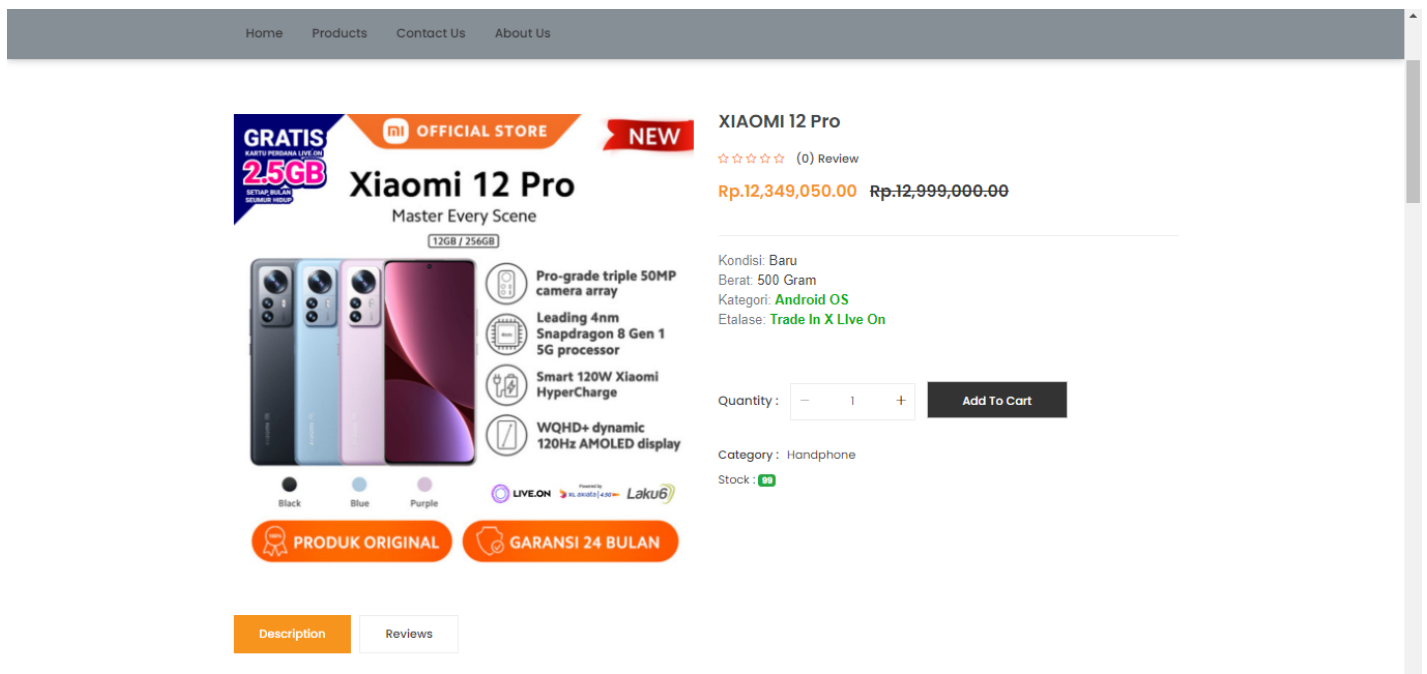 Home Products Contact Us About Us
GRATIS
KARTU PERDANA LIVE.ON
2.5GB
SETIAP BULAN
SEUMUR HIDUP
OFFICIAL STORE
NEW
Xiaomi 12 Pro
Master Every Scene
12GB / 256GB
Pro-grade triple 50MP
camera array
Leading 4nm
Snapdragon 8 Gen 1
5G processor
Smart 120W Xiaomi
HyperCharge
WQHD+ dynamic
120Hz AMOLED display
Black Blue Purple
LIVE.ON
Powered by
XL axiata
Laku6
PRODUK ORIGINAL
GARANSI 24 BULAN
XIAOMI 12 Pro
(0) Review
Rp.12,349,050.00 Rp.12,999,000.00
Kondisi: Baru
Berat: 500 Gram
Kategori: Android OS
Etalase: Trade In X LIve On
Quantity : − 1 + Add To Cart
Category : Handphone
Stock : 99
Description Reviews